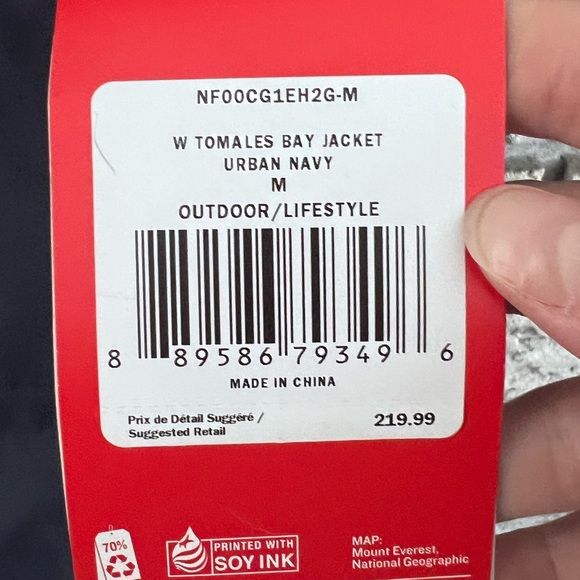 NF00CG1EH2G-M
W TOMALES BAY JACKET
URBAN NAVY
M
OUTDOOR/LIFESTYLE
8 89586 79349 6
MADE IN CHINA
Prix de Détail Suggéré /
Suggested Retail
219.99
70%
PRINTED WITH
SOY INK
MAP:
Mount Everest,
National Geographic